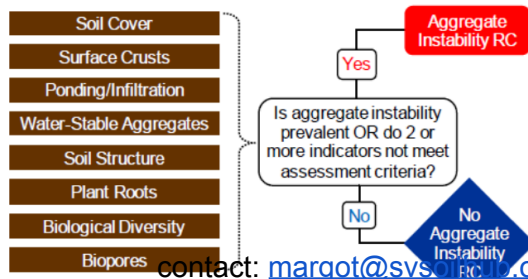 Soil Cover
Surface Crusts
Ponding/Infiltration
Water-Stable Aggregates
Soil Structure
Plant Roots
Biological Diversity
Biopores
Aggregate
Instability RC
Yes
Is aggregate instability
prevalent OR do 2 or
more indicators not meet
assessment criteria?
No
No
Aggregate
Instability
RC
contact: